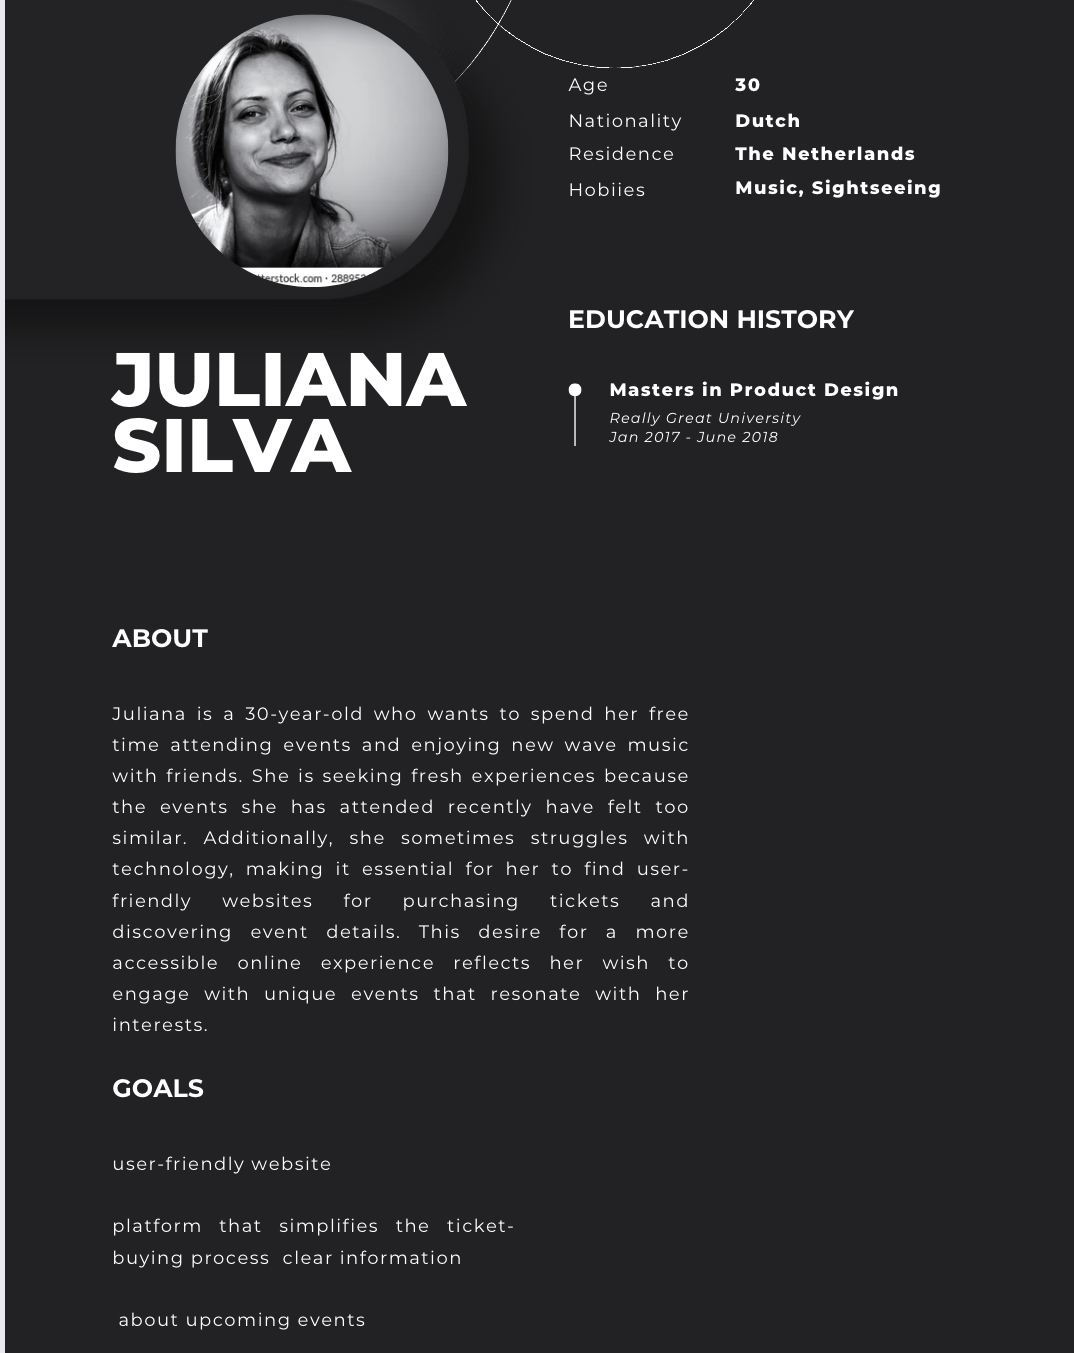 terstock.com · 28895
Age 30
Nationality Dutch
Residence The Netherlands
Hobiies Music, Sightseeing
EDUCATION HISTORY
Masters in Product Design
Really Great University
Jan 2017 - June 2018
JULIANA
SILVA
ABOUT
Juliana is a 30-year-old who wants to spend her free
time attending events and enjoying new wave music
with friends. She is seeking fresh experiences because
the events she has attended recently have felt too
similar. Additionally, she sometimes struggles with
technology, making it essential for her to find user-
friendly websites for purchasing tickets and
discovering event details. This desire for a more
accessible online experience reflects her wish to
engage with unique events that resonate with her
interests.
GOALS
user-friendly website
platform that simplifies the ticket-
buying process clear information
about upcoming events